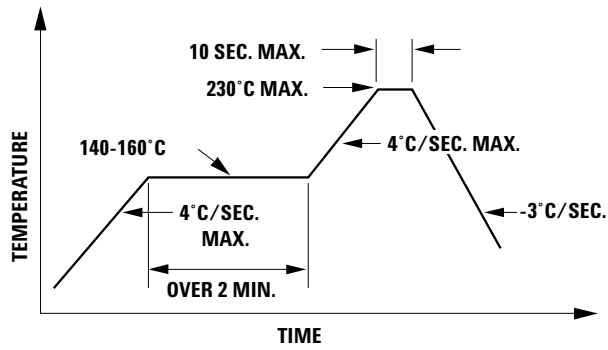 10 SEC. MAX.
230˚C MAX.
140-160˚C
4˚C/SEC. MAX.
4˚C/SEC.
MAX.
-3˚C/SEC.
OVER 2 MIN.
TEMPERATURE
TIME